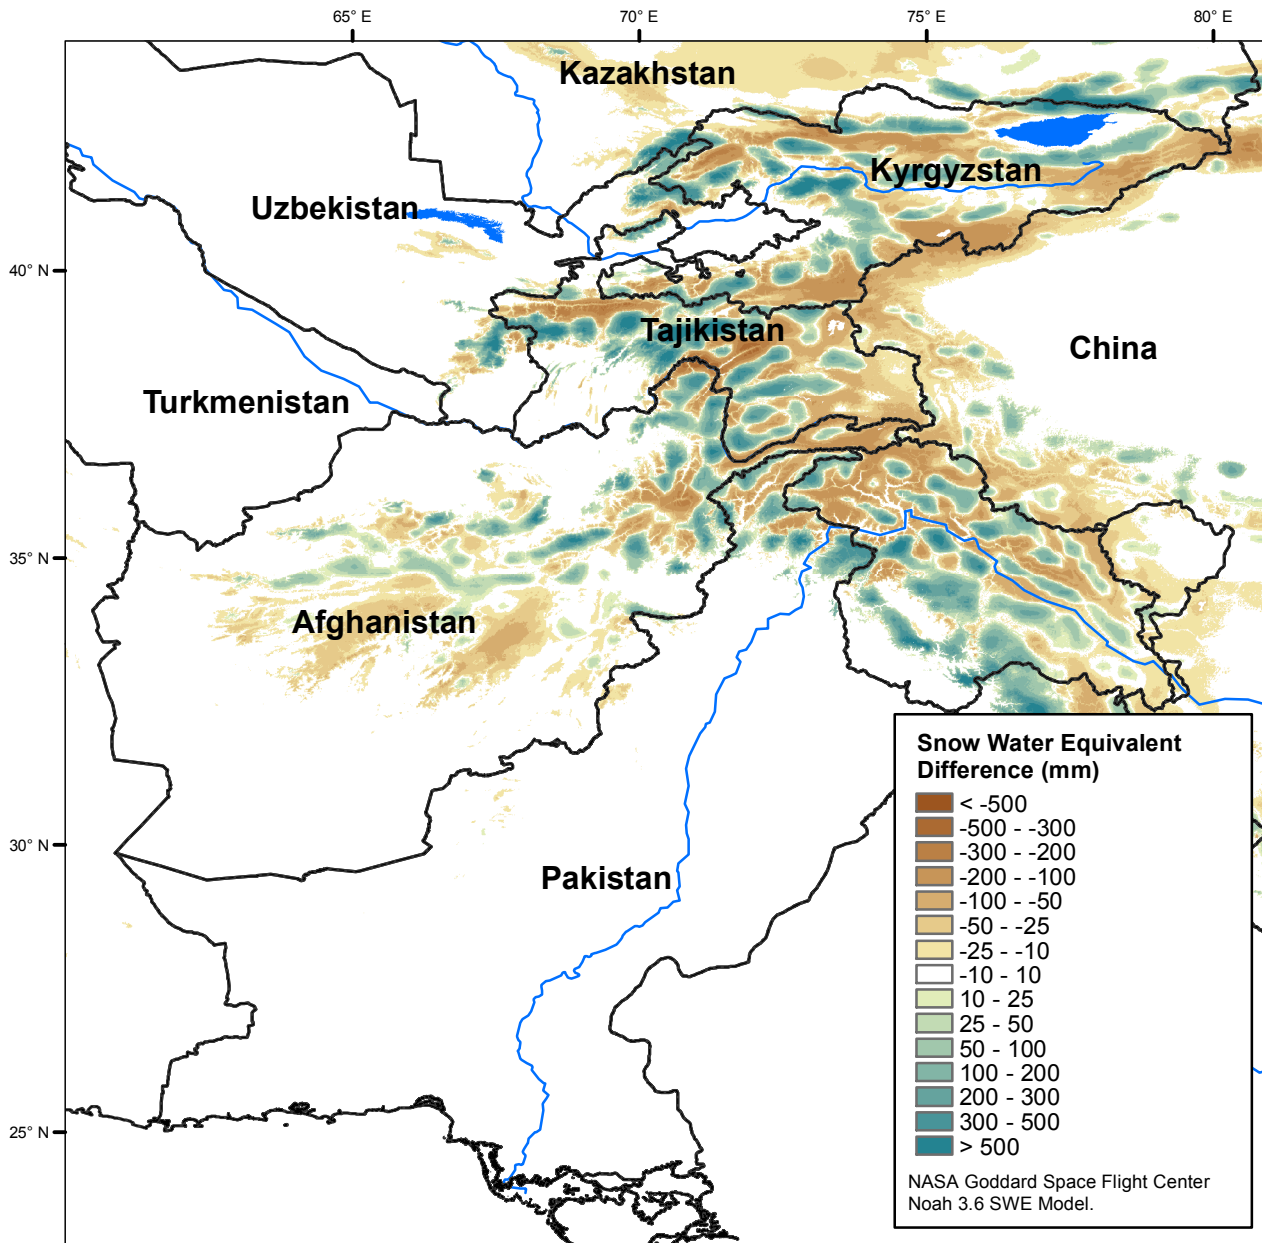 65° E
70° E
75° E
80° E
Kazakhstan
Kyrgyzstan
Uzbekistan
40° N
Tajikistan
China
Turkmenistan
35° N
Afghanistan
30° N
Pakistan
25° N
Snow Water Equivalent
Difference (mm)
< -500
-500 - -300
-300 - -200
-200 - -100
-100 - -50
-50 - -25
-25 - -10
-10 - 10
10 - 25
25 - 50
50 - 100
100 - 200
200 - 300
300 - 500
> 500
NASA Goddard Space Flight Center
Noah 3.6 SWE Model.